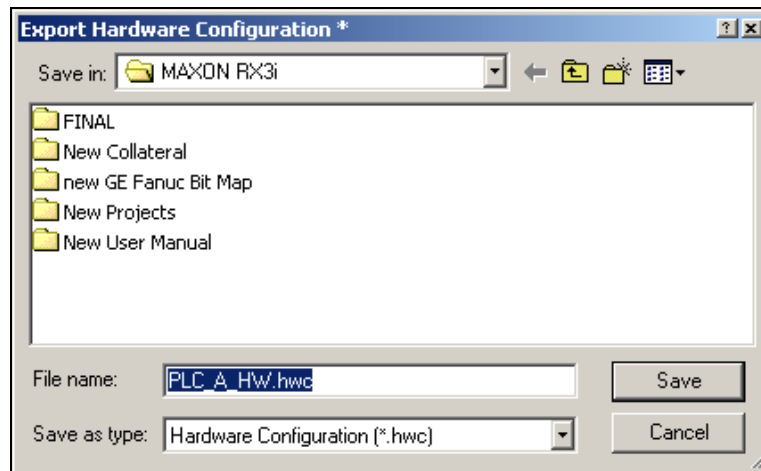 Export Hardware Configuration *
Save in: MAXON RX3i
FINAL
New Collateral
new GE Fanuc Bit Map
New Projects
New User Manual
File name: PLC_A_HW.hwc Save
Save as type: Hardware Configuration (*.hwc) Cancel